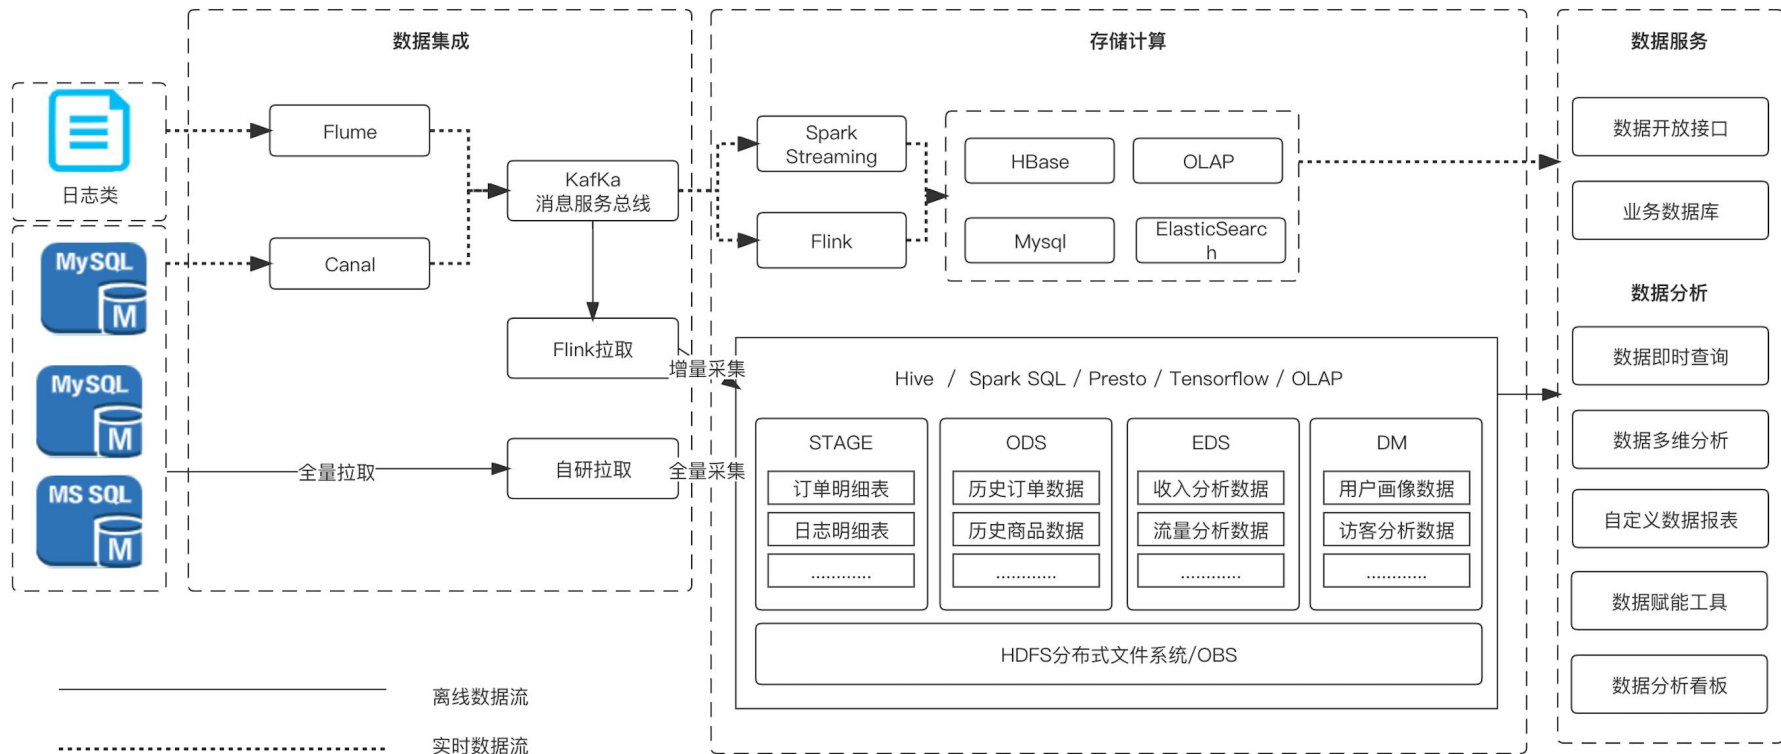 数据集成
存储计算
数据服务
日志类
MySQL
M
MySQL
M
MS SQL
M
Flume
Canal
KafKa
消息服务总线
Flink拉取
增量采集
全量拉取
自研拉取
全量采集
Spark
Streaming
Flink
HBase
OLAP
Mysql
ElasticSearc
h
Hive / Spark SQL / Presto / Tensorflow / OLAP
STAGE
订单明细表
日志明细表
............
ODS
历史订单数据
历史商品数据
............
EDS
收入分析数据
流量分析数据
............
DM
用户画像数据
访客分析数据
............
HDFS分布式文件系统/OBS
数据开放接口
业务数据库
数据分析
数据即时查询
数据多维分析
自定义数据报表
数据赋能工具
数据分析看板
离线数据流
实时数据流